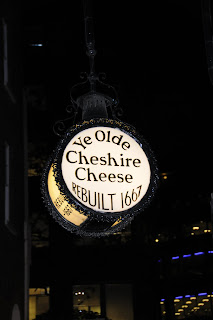 Ye Olde
Cheshire
Cheese
REBUILT 1667